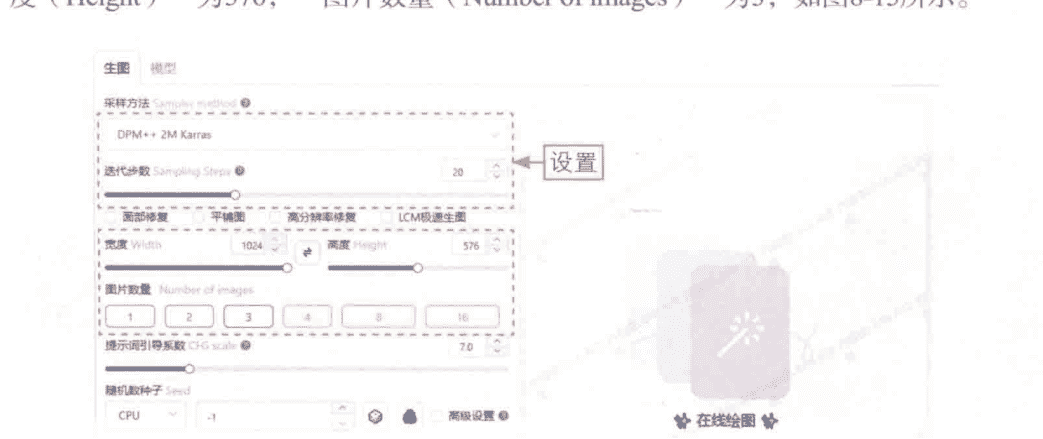 度（Height）”为576，“图片数量（Number of images）”为3，如图8-15所示。
生图 模型
采样方法 Sampler method
DPM++ 2M Karras
设置
迭代步数 Sampling Steps 20
面部修复 平铺图 高分辨率修复 LCM极速生图
宽度 Width 1024 高度 Height 576
图片数量 Number of images
1 2 3 4 8 16
提示词引导系数 CFG scale 7.0
随机数种子 Seed
CPU -1 高级设置
在线绘图